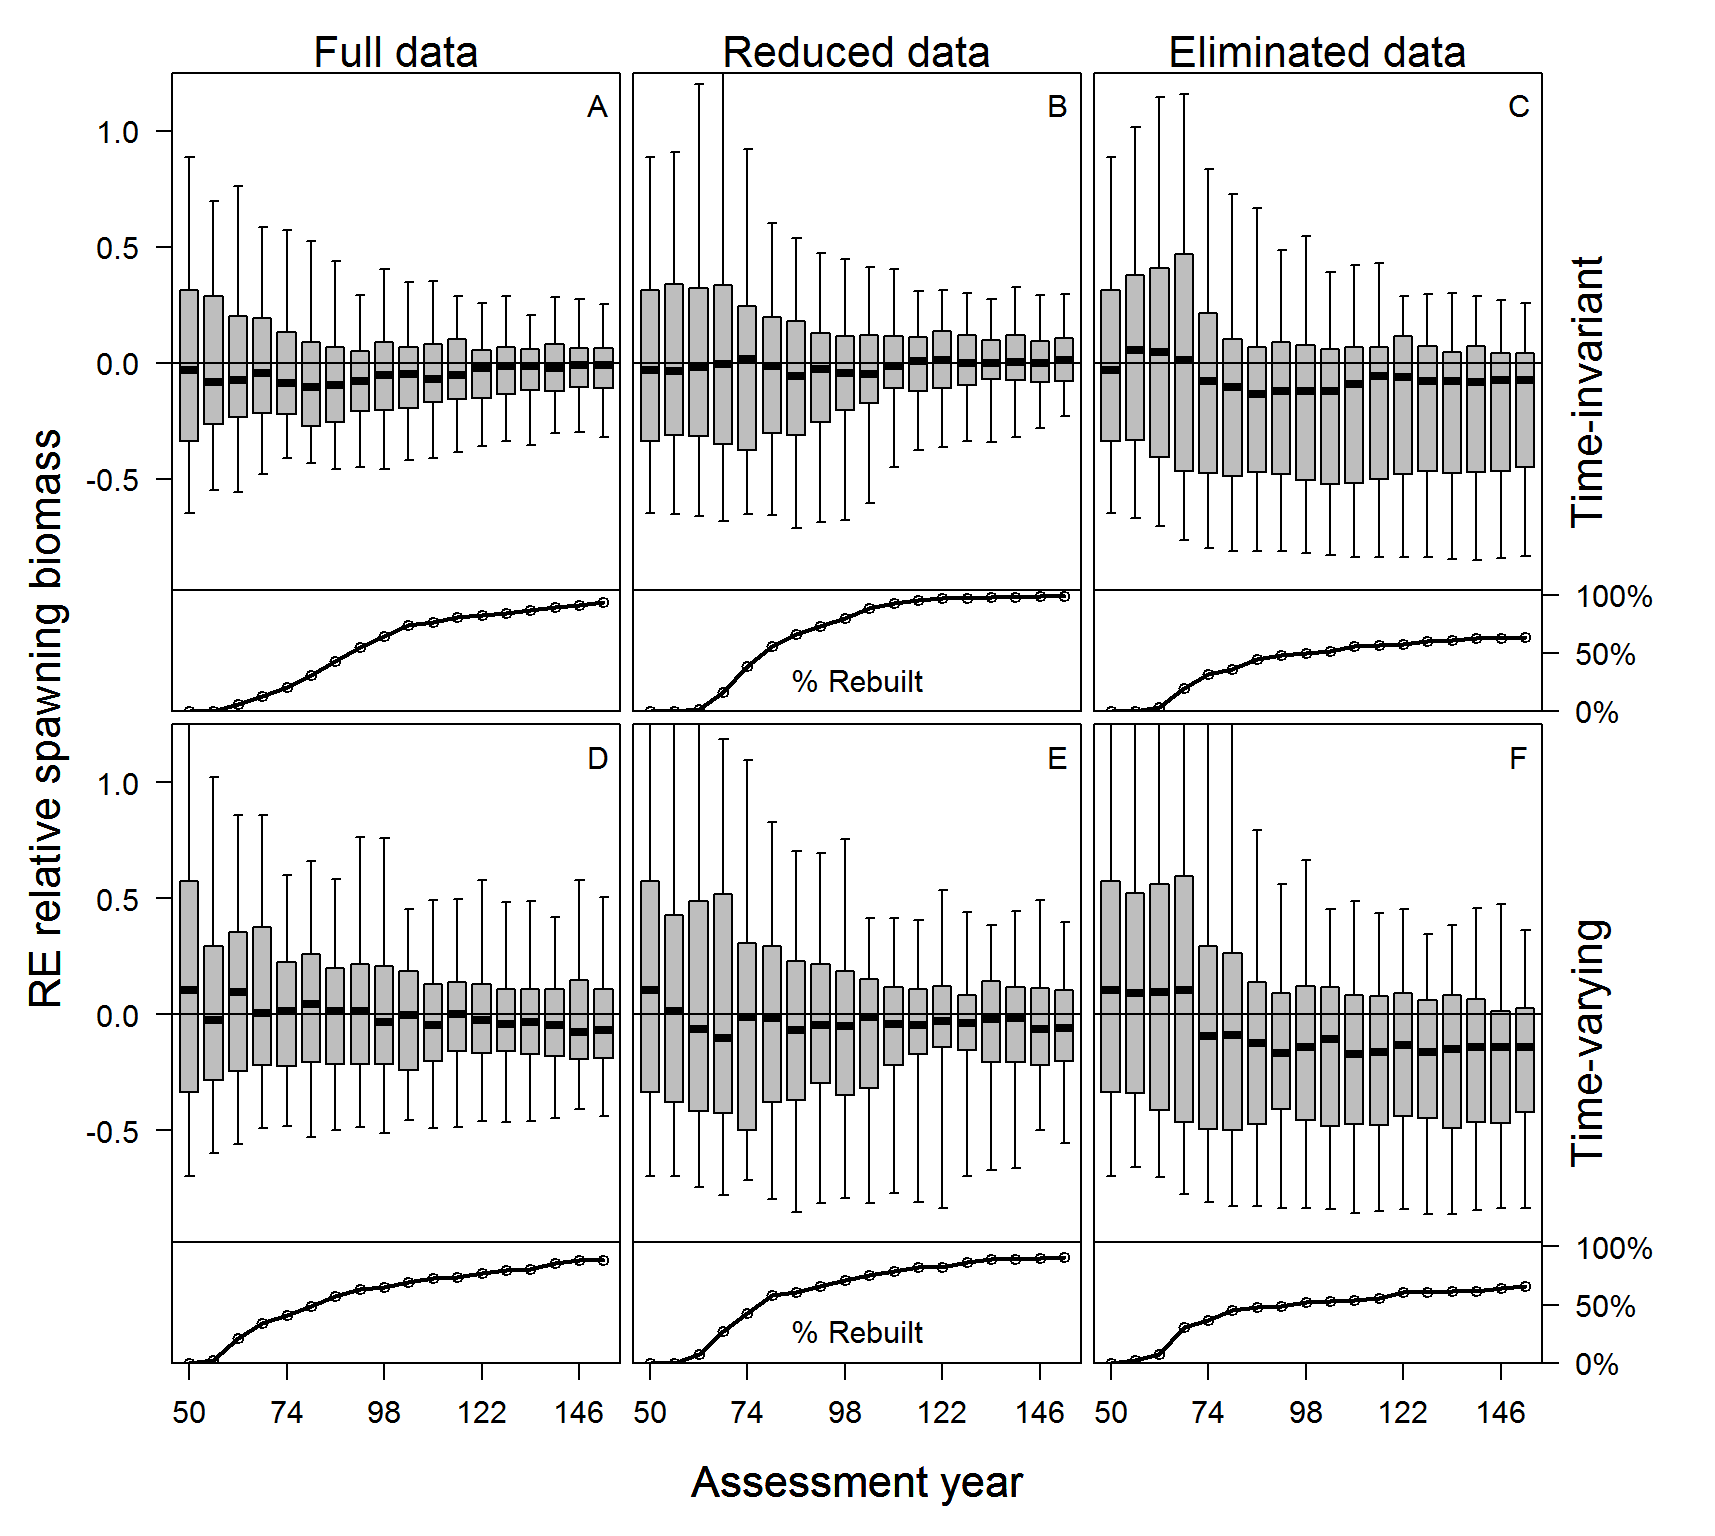 Full data
Reduced data
Eliminated data
A
B
C
1.0
0.5
0.0
-0.5
Time-invariant
% Rebuilt
100%
50%
0%
RE relative spawning biomass
D
E
F
1.0
0.5
0.0
-0.5
Time-varying
% Rebuilt
100%
50%
0%
50 74 98 122 146
50 74 98 122 146
50 74 98 122 146
Assessment year